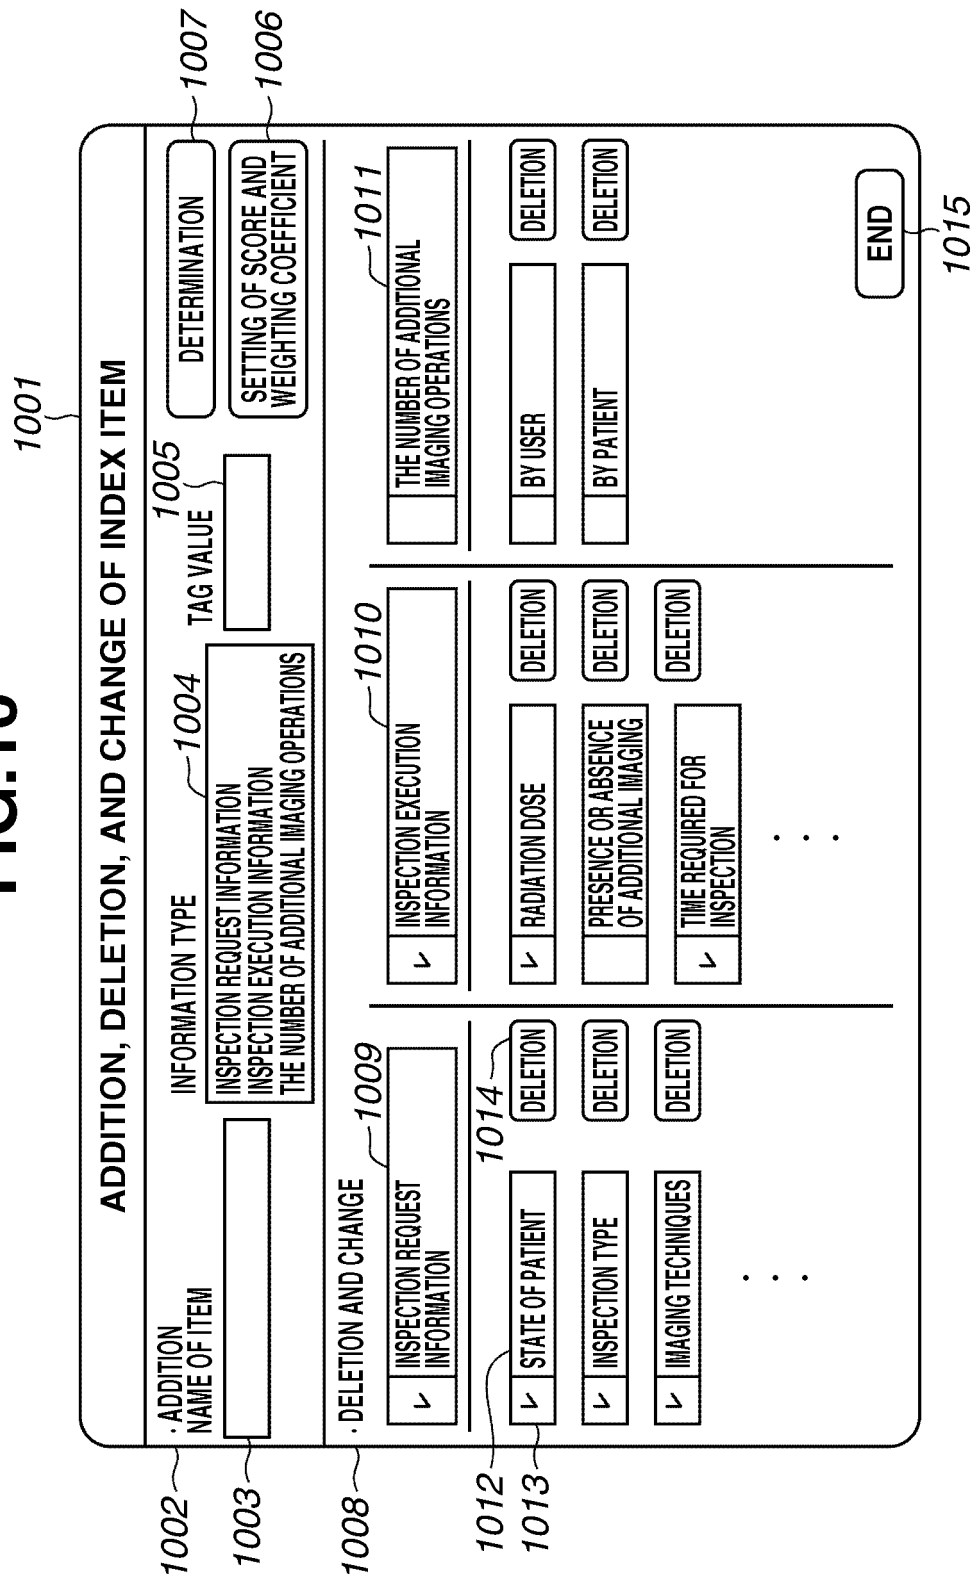 FIG.10
1001
ADDITION, DELETION, AND CHANGE OF INDEX ITEM
1002
· ADDITION
NAME OF ITEM
1003
INFORMATION TYPE
1004
INSPECTION REQUEST INFORMATION
INSPECTION EXECUTION INFORMATION
THE NUMBER OF ADDITIONAL IMAGING OPERATIONS
TAG VALUE
1005
DETERMINATION
1007
SETTING OF SCORE AND
WEIGHTING COEFFICIENT
1006
1008
· DELETION AND CHANGE
1009
✓ INSPECTION REQUEST
INFORMATION
1012
1013
✓ STATE OF PATIENT
1014
DELETION
✓ INSPECTION TYPE
DELETION
✓ IMAGING TECHNIQUES
DELETION
. . .
1010
✓ INSPECTION EXECUTION
INFORMATION
✓ RADIATION DOSE
DELETION
PRESENCE OR ABSENCE
OF ADDITIONAL IMAGING
DELETION
✓ TIME REQUIRED FOR
INSPECTION
DELETION
. . .
1011
THE NUMBER OF ADDITIONAL
IMAGING OPERATIONS
BY USER
DELETION
BY PATIENT
DELETION
END
1015